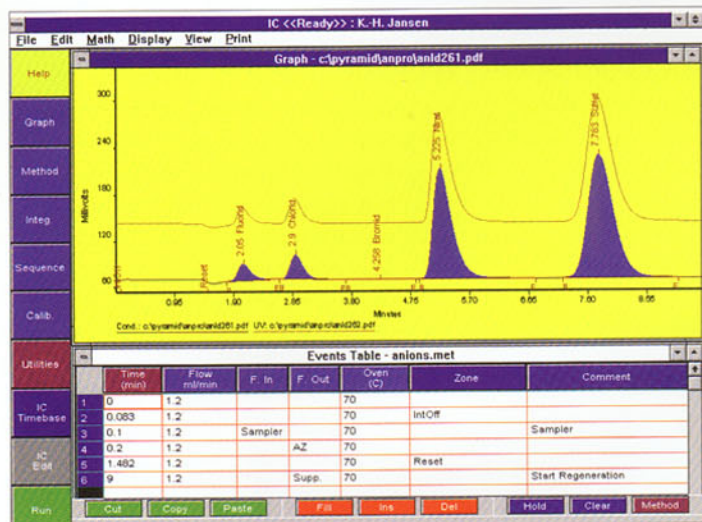 IC <<Ready>> : K.-H. Jansen
File Edit Math Display View Print
Help
Graph
Method
Integ.
Sequence
Calib.
Utilities
IC Timebase
IC Edit
Run
Graph - c:\pyramid\anpro\anld261.pdf
Millivolts
300
240
180
120
60
Reset
2.05 Fluorid
2.9 Chlorid
4.258 Bromid
5.225 Nitrat
7.763 Sulfat
0.95 1.90 2.85 3.80 4.75 5.70 6.65 7.60 8.55
Minutes
Cond.: c:\pyramid\anpro\anld261.pdf UV: c:\pyramid\anpro\anld262.pdf
Events Table - anions.met
Time (min) Flow ml/min F. In F. Out Oven (C) Zone Comment
1 0 1.2 70
2 0.083 1.2 70 IntOff
3 0.1 1.2 Sampler 70 Sampler
4 0.2 1.2 AZ 70
5 1.482 1.2 70 Reset
6 9 1.2 Supp. 70 Start Regeneration
Cut Copy Paste Fill Ins Del Hold Clear Method